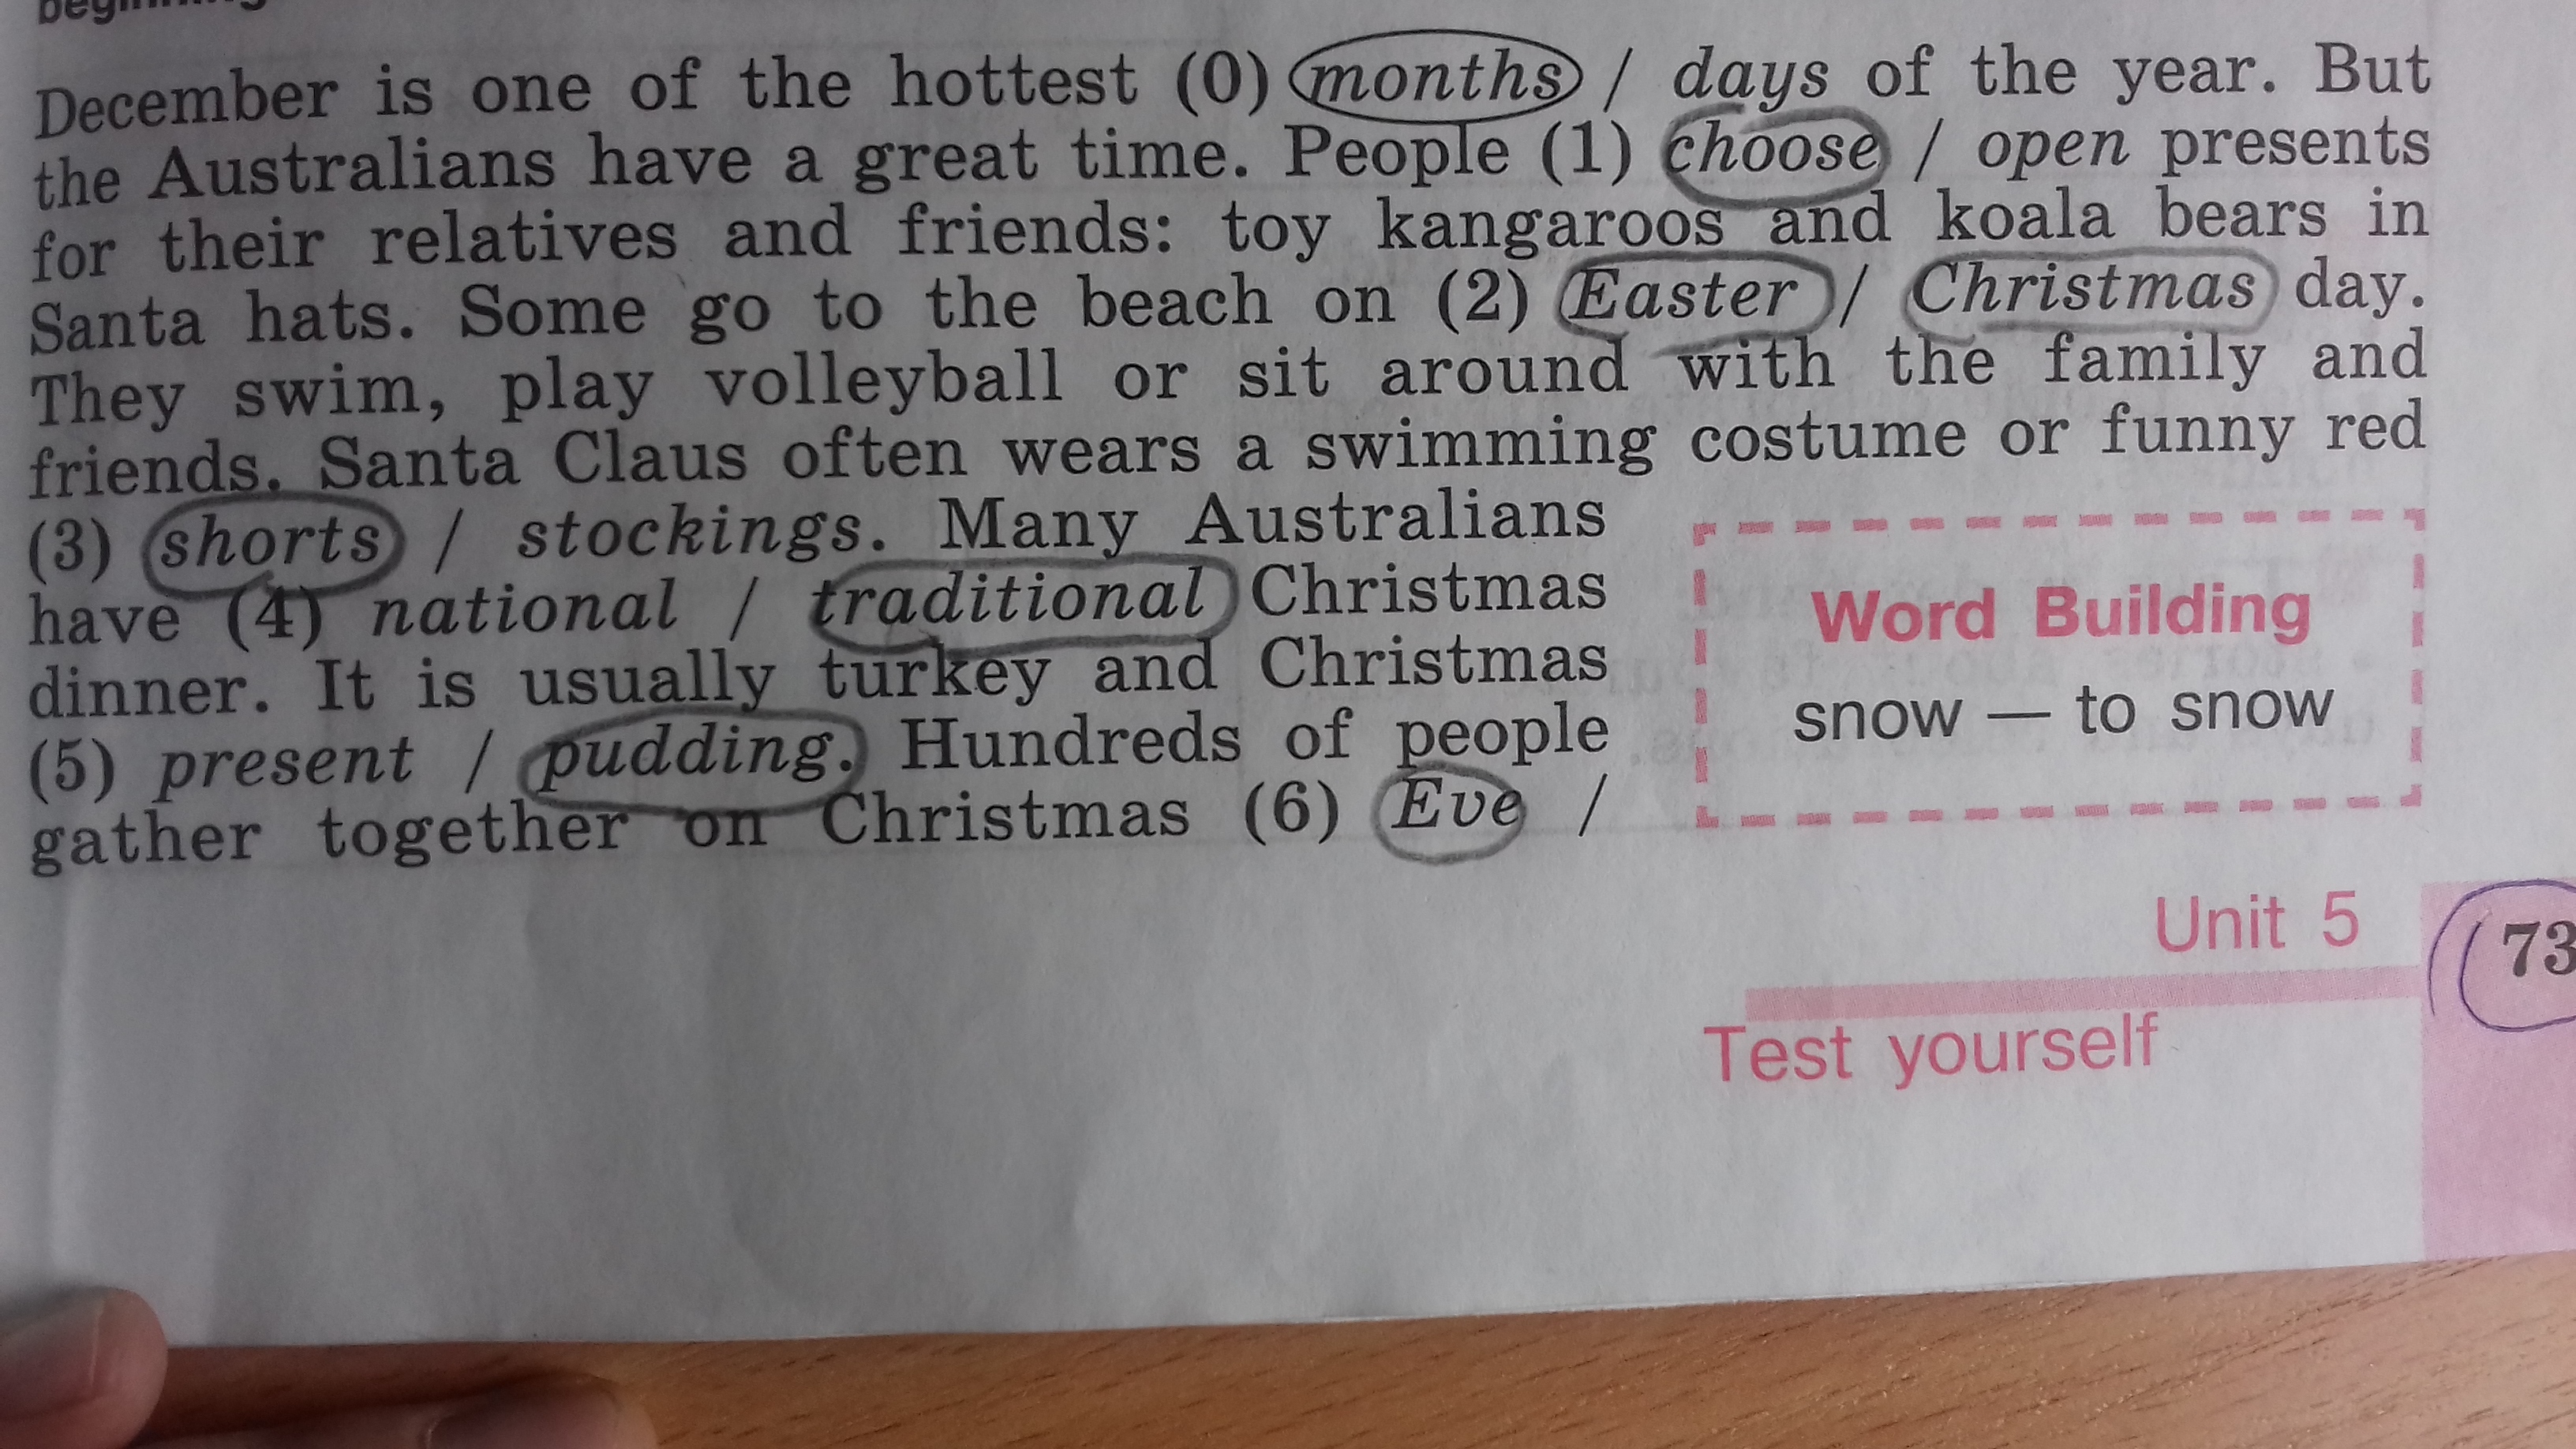 December is one of the hottest (0) months / days of the year. But
the Australians have a great time. People (1) choose / open presents
for their relatives and friends: toy kangaroos and koala bears in
Santa hats. Some go to the beach on (2) Easter / Christmas day.
They swim, play volleyball or sit around with the family and
friends. Santa Claus often wears a swimming costume or funny red
(3) shorts / stockings. Many Australians
have (4) national / traditional Christmas
dinner. It is usually turkey and Christmas
(5) present / pudding. Hundreds of people
gather together on Christmas (6) Eve /
Word Building
snow — to snow
Unit 5
73
Test yourself